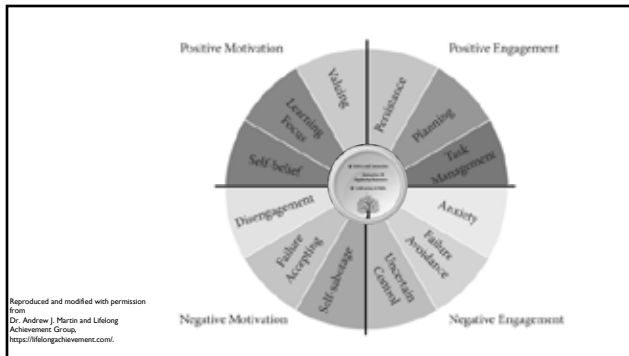 Positive Motivation
Positive Engagement
Valuing
Persistance
Learning
Focus
Planning
Self-belief
Task
Management
Disengagement
Anxiety
Failure
Accepting
Failure
Avoidance
Self-sabotage
Uncertain
Control
Negative Motivation
Negative Engagement
Reproduced and modified with permission
from
Dr. Andrew J. Martin and Lifelong
Achievement Group,
https://lifelongachievement.com/.